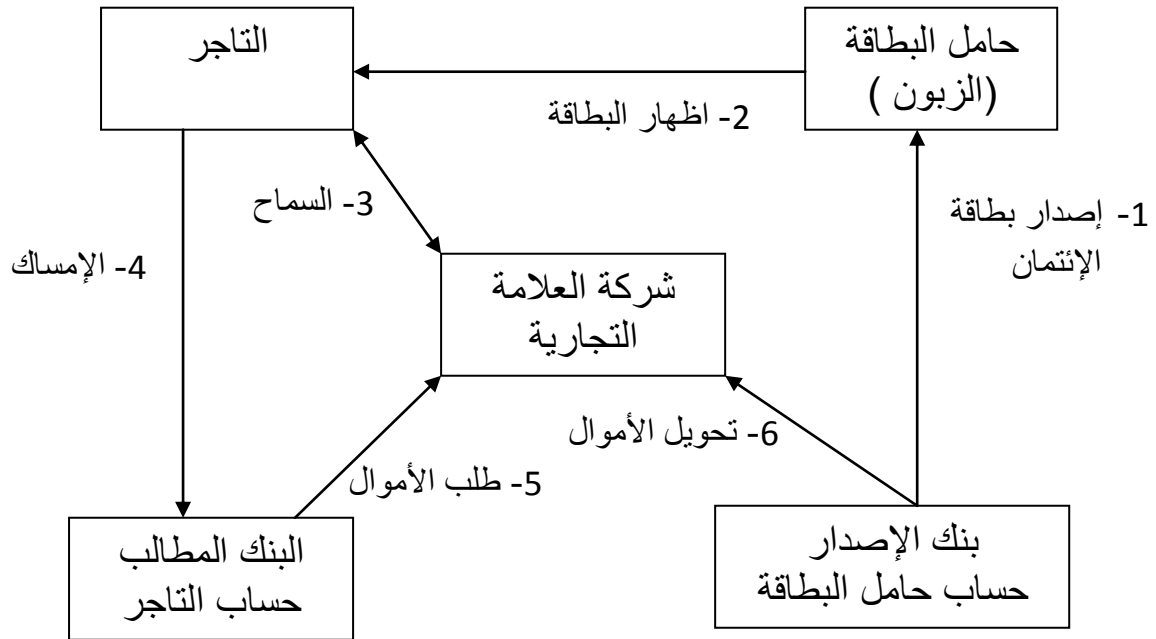 حامل البطاقة
(الزبون )
التاجر
2- اظهار البطاقة
1- إصدار بطاقة
الإئتمان
3- السماح
4- الإمساك
شركة العلامة
التجارية
6- تحويل الأموال
5- طلب الأموال
بنك الإصدار
حساب حامل البطاقة
البنك المطالب
حساب التاجر